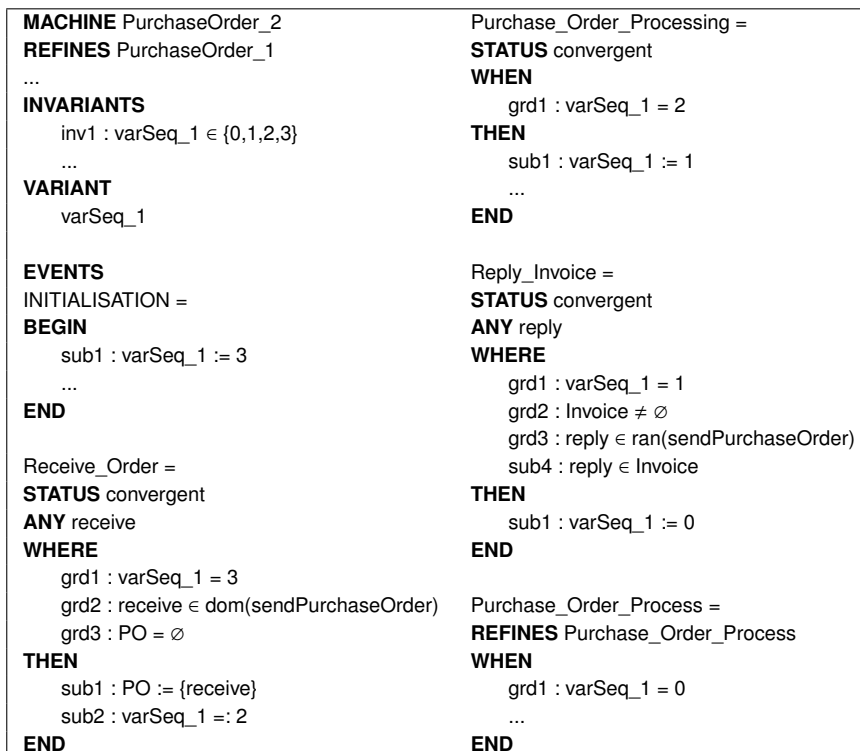 MACHINE PurchaseOrder_2
REFINES PurchaseOrder_1
...
INVARIANTS
inv1 : varSeq_1 ∈ {0,1,2,3}
...
VARIANT
varSeq_1
EVENTS
INITIALISATION =
BEGIN
sub1 : varSeq_1 := 3
...
END
Receive_Order =
STATUS convergent
ANY receive
WHERE
grd1 : varSeq_1 = 3
grd2 : receive ∈ dom(sendPurchaseOrder)
grd3 : PO = ∅
THEN
sub1 : PO := {receive}
sub2 : varSeq_1 =: 2
END
Purchase_Order_Processing =
STATUS convergent
WHEN
grd1 : varSeq_1 = 2
THEN
sub1 : varSeq_1 := 1
...
END
Reply_Invoice =
STATUS convergent
ANY reply
WHERE
grd1 : varSeq_1 = 1
grd2 : Invoice ≠ ∅
grd3 : reply ∈ ran(sendPurchaseOrder)
sub4 : reply ∈ Invoice
THEN
sub1 : varSeq_1 := 0
END
Purchase_Order_Process =
REFINES Purchase_Order_Process
WHEN
grd1 : varSeq_1 = 0
...
END